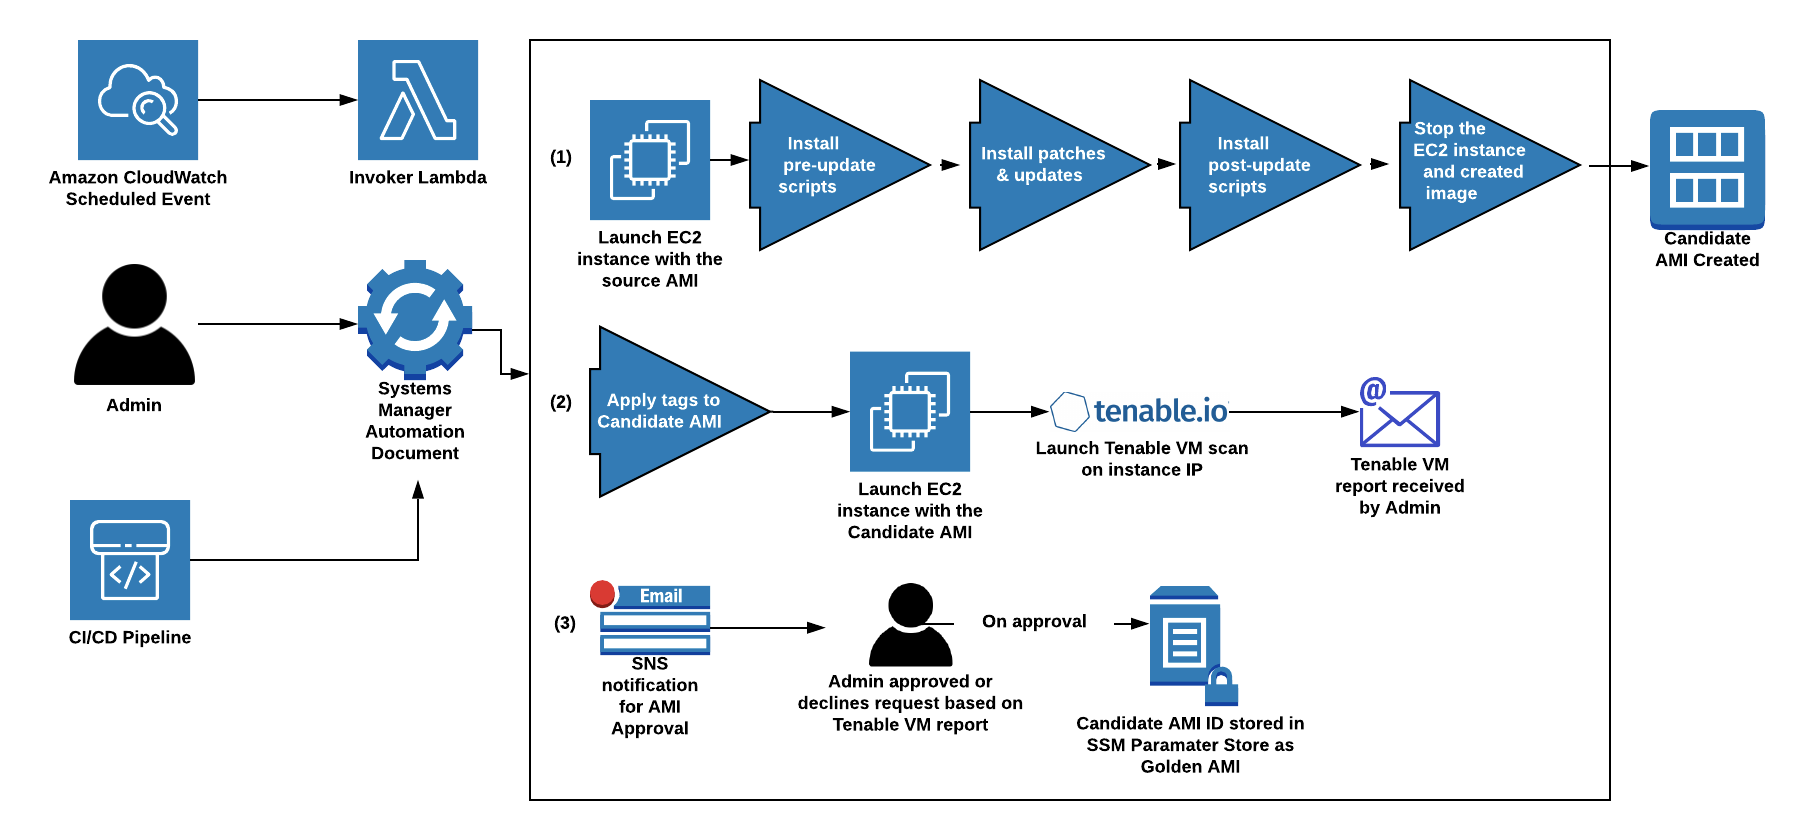 Amazon CloudWatch
Scheduled Event
Invoker Lambda
Admin
Systems
Manager
Automation
Document
</>
CI/CD Pipeline
(1)
Launch EC2
instance with the
source AMI
Install
pre-update
scripts
Install patches
& updates
Install
post-update
scripts
Stop the
EC2 instance
and created
image
Candidate
AMI Created
(2)
Apply tags to
Candidate AMI
Launch EC2
instance with the
Candidate AMI
tenable.io
Launch Tenable VM scan
on instance IP
@
Tenable VM
report received
by Admin
(3)
Email
SNS
notification
for AMI
Approval
Admin approved or
declines request based on
Tenable VM report
On approval
Candidate AMI ID stored in
SSM Paramater Store as
Golden AMI